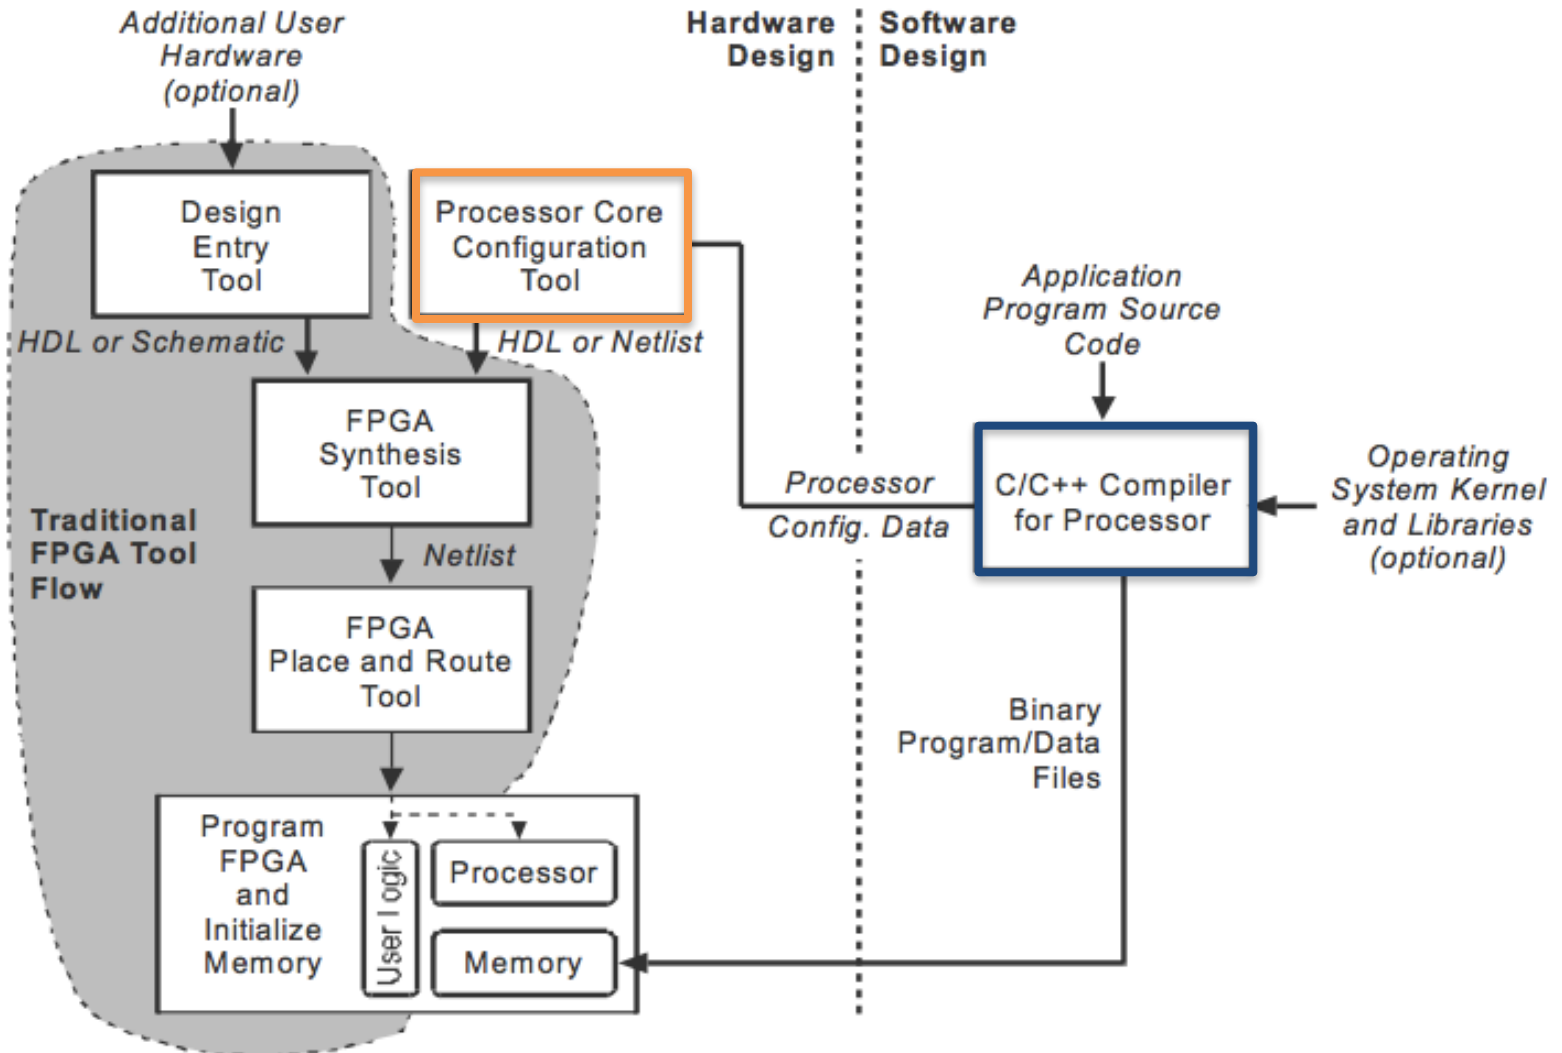 Additional User
Hardware
(optional)
Hardware
Design
Software
Design
Design
Entry
Tool
Processor Core
Configuration
Tool
HDL or Schematic
HDL or Netlist
Application
Program Source
Code
FPGA
Synthesis
Tool
Processor
Config. Data
C/C++ Compiler
for Processor
Operating
System Kernel
and Libraries
(optional)
Traditional
FPGA Tool
Flow
Netlist
FPGA
Place and Route
Tool
Binary
Program/Data
Files
Program
FPGA
and
Initialize
Memory
User logic
Processor
Memory